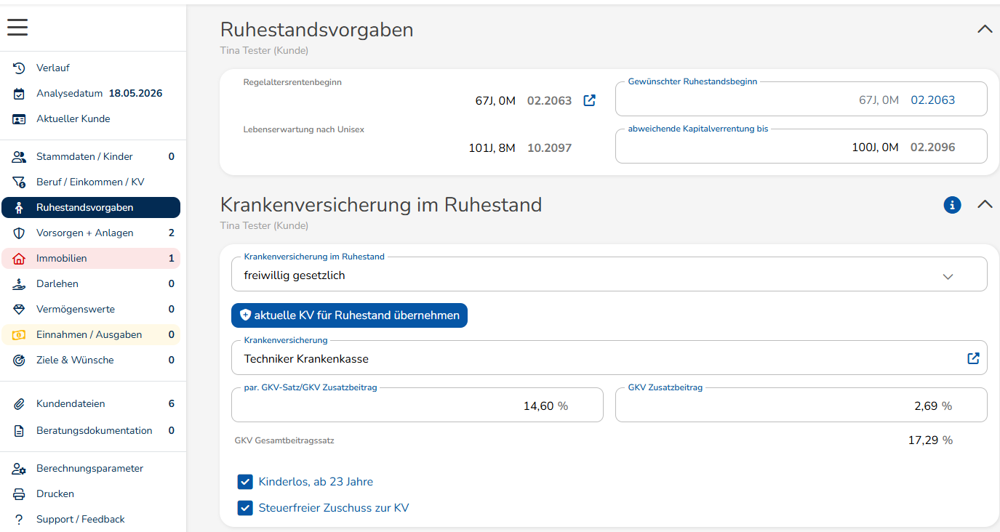 Verlauf
Analysedatum 18.05.2026
Aktueller Kunde
Stammdaten / Kinder 0
Beruf / Einkommen / KV
Ruhestandsvorgaben
Vorsorgen + Anlagen 2
Immobilien 1
Darlehen 0
Vermögenswerte 0
Einnahmen / Ausgaben 0
Ziele & Wünsche 0
Kundendateien 6
Beratungsdokumentation 0
Berechnungsparameter
Drucken
? Support / Feedback
Ruhestandsvorgaben
Tina Tester (Kunde)
Regelaltersrentenbeginn
67J, 0M 02.2063
Gewünschter Ruhestandsbeginn
67J, 0M 02.2063
Lebenserwartung nach Unisex
101J, 8M 10.2097
abweichende Kapitalverrentung bis
100J, 0M 02.2096
Krankenversicherung im Ruhestand
Tina Tester (Kunde)
Krankenversicherung im Ruhestand
freiwillig gesetzlich
aktuelle KV für Ruhestand übernehmen
Krankenversicherung
Techniker Krankenkasse
par. GKV-Satz/GKV Zusatzbeitrag
14,60 %
GKV Zusatzbeitrag
2,69 %
GKV Gesamtbeitragssatz
17,29 %
Kinderlos, ab 23 Jahre
Steuerfreier Zuschuss zur KV